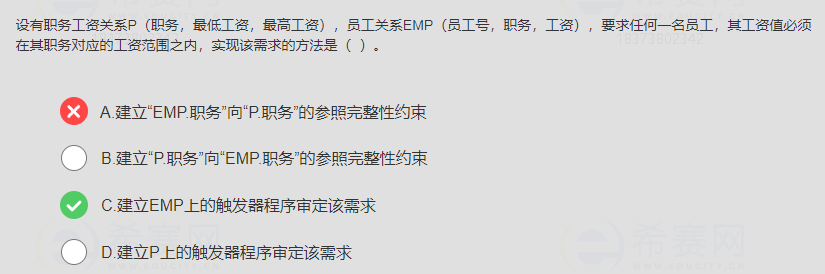 设有职务工资关系P（职务，最低工资，最高工资），员工关系EMP（员工号，职务，工资），要求任何一名员工，其工资值必须
在其职务对应的工资范围之内，实现该需求的方法是（ ）。
A.建立“EMP.职务”向“P.职务”的参照完整性约束
B.建立“P.职务”向“EMP.职务”的参照完整性约束
C.建立EMP上的触发器程序审定该需求
D.建立P上的触发器程序审定该需求
希赛网